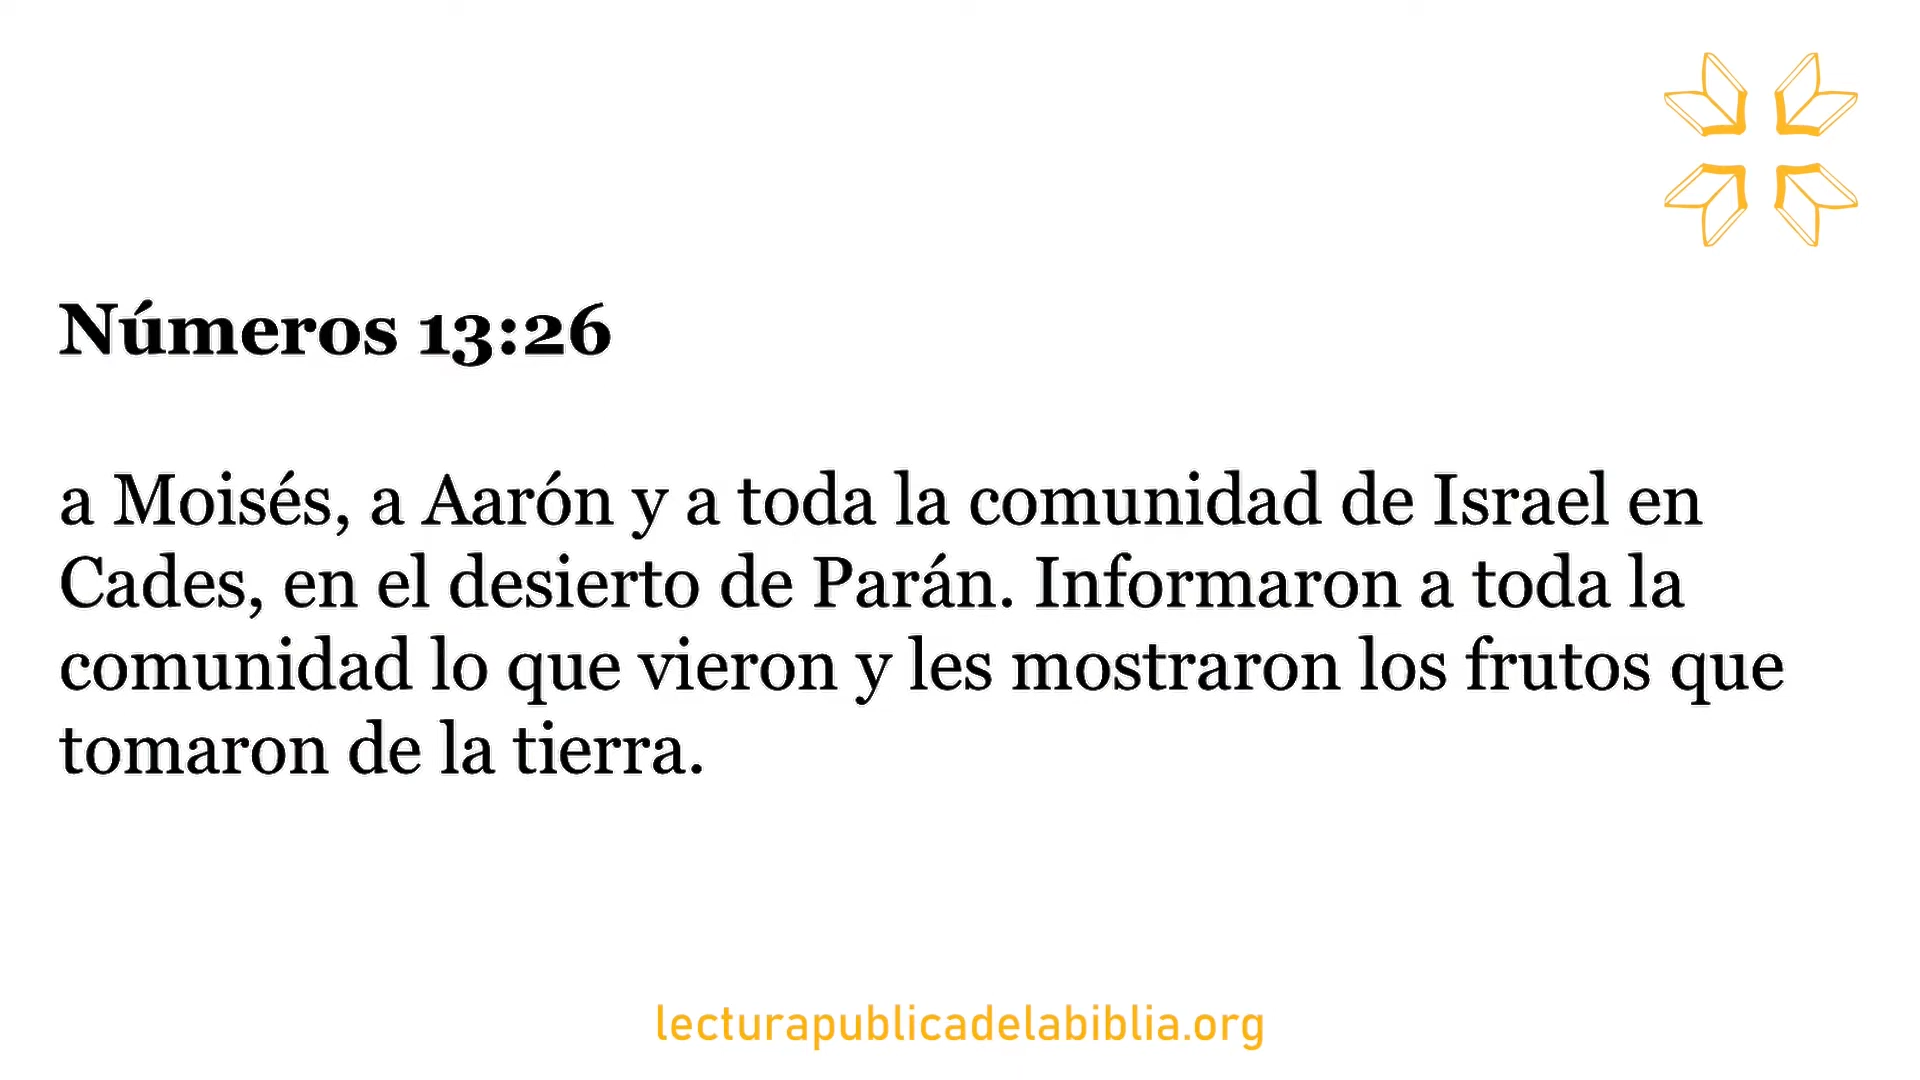 Números 13:26
a Moisés, a Aarón y a toda la comunidad de Israel en
Cades, en el desierto de Parán. Informaron a toda la
comunidad lo que vieron y les mostraron los frutos que
tomaron de la tierra.
lecturapublicadelabiblia.org